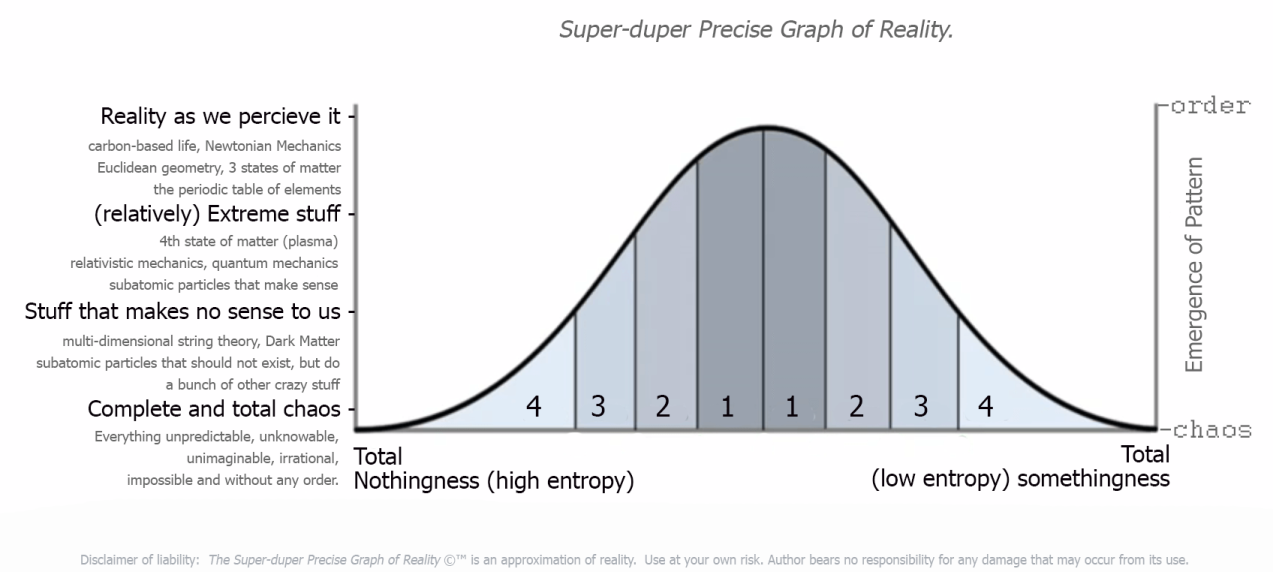 Super-duper Precise Graph of Reality.
Reality as we percieve it
carbon-based life, Newtonian Mechanics
Euclidean geometry, 3 states of matter
the periodic table of elements
(relatively) Extreme stuff
4th state of matter (plasma)
relativistic mechanics, quantum mechanics
subatomic particles that make sense
Stuff that makes no sense to us
multi-dimensional string theory, Dark Matter
subatomic particles that should not exist, but do
a bunch of other crazy stuff
Complete and total chaos
Everything unpredictable, unknowable,
unimaginable, irrational,
impossible and without any order.
4 3 2 1 1 2 3 4
order
Emergence of Pattern
chaos
Total
Nothingness (high entropy)
Total
(low entropy) somethingness
Disclaimer of liability: The Super-duper Precise Graph of Reality ©™ is an approximation of reality. Use at your own risk. Author bears no responsibility for any damage that may occur from its use.